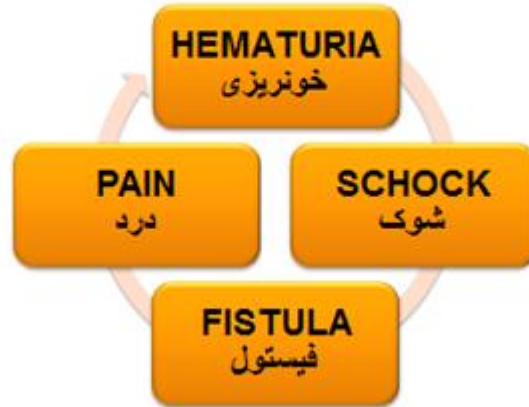 HEMATURIA
خونریزی
PAIN
درد
SCHOCK
شوک
FISTULA
فیستول